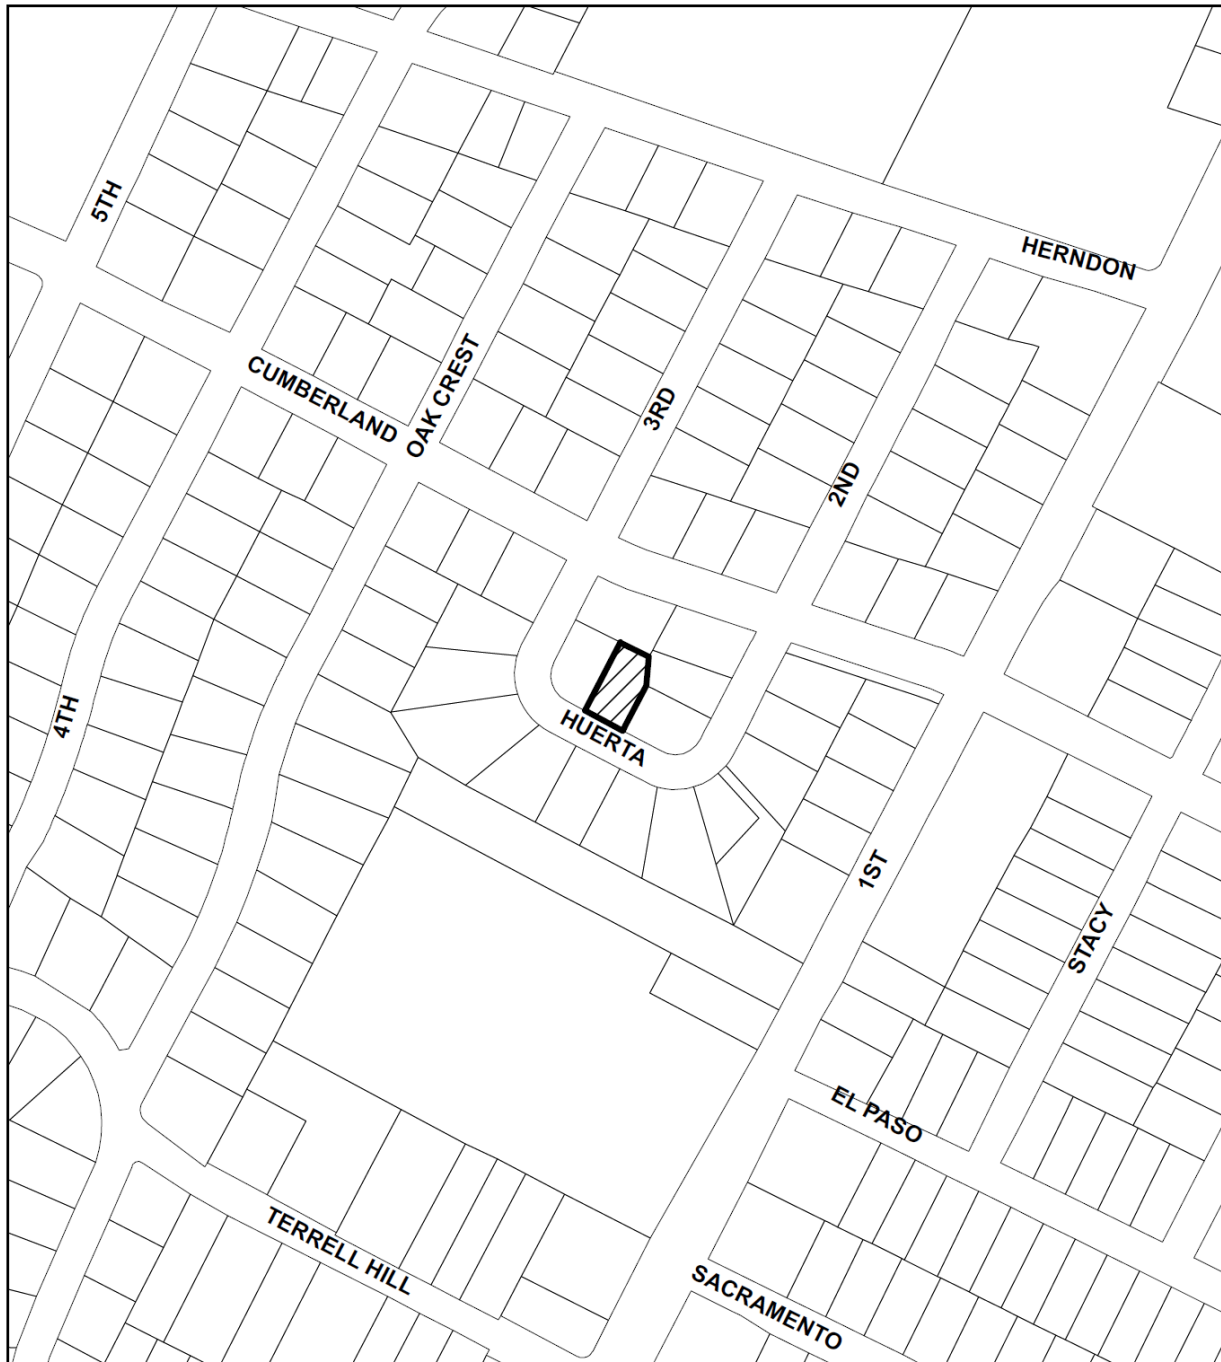 5TH
HERNDON
CUMBERLAND
OAK CREST
3RD
2ND
4TH
HUERTA
1ST
STACY
EL PASO
TERRELL HILL
SACRAMENTO